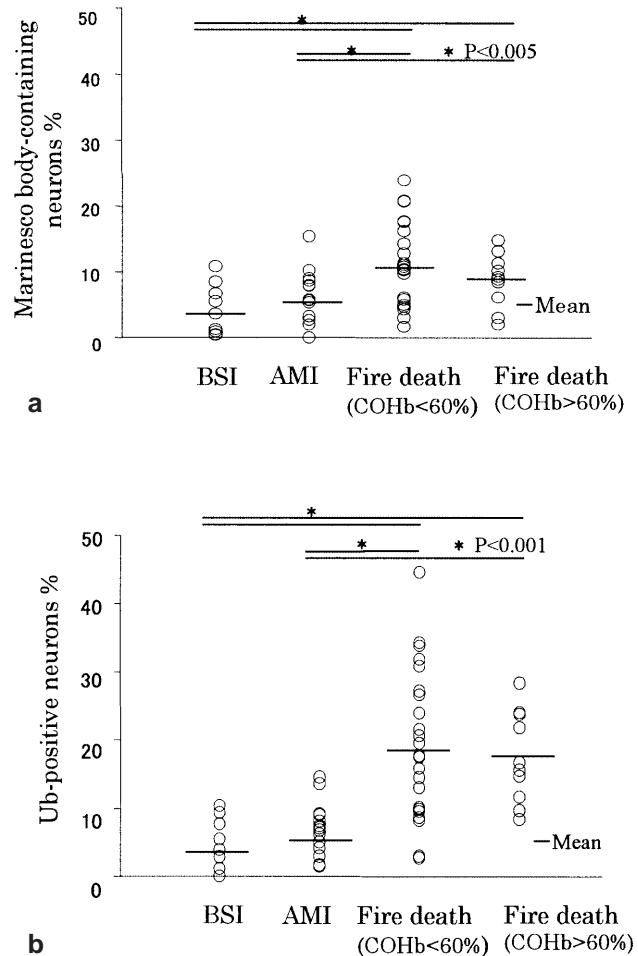 50
*
*
* P<0.005
40
30
20
10
0
Marinesco body-containing
neurons %
Mean
BSI
AMI
Fire death
(COHb<60%)
Fire death
(COHb>60%)
a
*
50
*
* P<0.001
40
30
20
10
0
Ub-positive neurons %
Mean
BSI
AMI
Fire death
(COHb<60%)
Fire death
(COHb>60%)
b